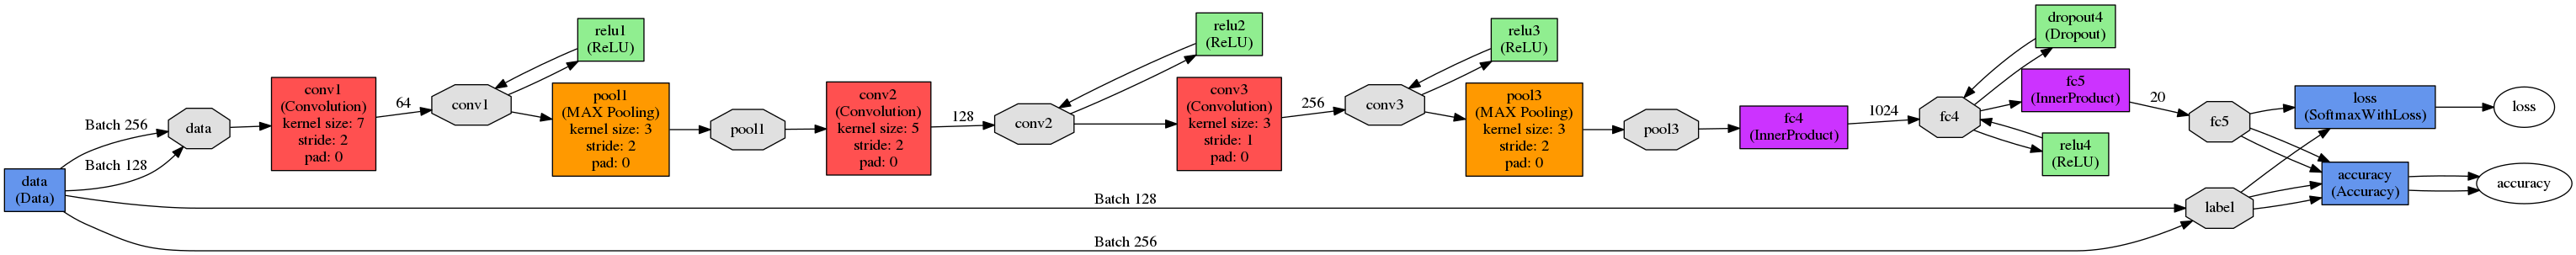 data
(Data)
Batch 256
Batch 128
data
conv1
(Convolution)
kernel size: 7
stride: 2
pad: 0
64
conv1
relu1
(ReLU)
pool1
(MAX Pooling)
kernel size: 3
stride: 2
pad: 0
pool1
conv2
(Convolution)
kernel size: 5
stride: 2
pad: 0
128
conv2
relu2
(ReLU)
conv3
(Convolution)
kernel size: 3
stride: 1
pad: 0
256
conv3
relu3
(ReLU)
pool3
(MAX Pooling)
kernel size: 3
stride: 2
pad: 0
pool3
fc4
(InnerProduct)
1024
fc4
dropout4
(Dropout)
fc5
(InnerProduct)
relu4
(ReLU)
20
fc5
Batch 128
Batch 256
label
loss
(SoftmaxWithLoss)
accuracy
(Accuracy)
loss
accuracy